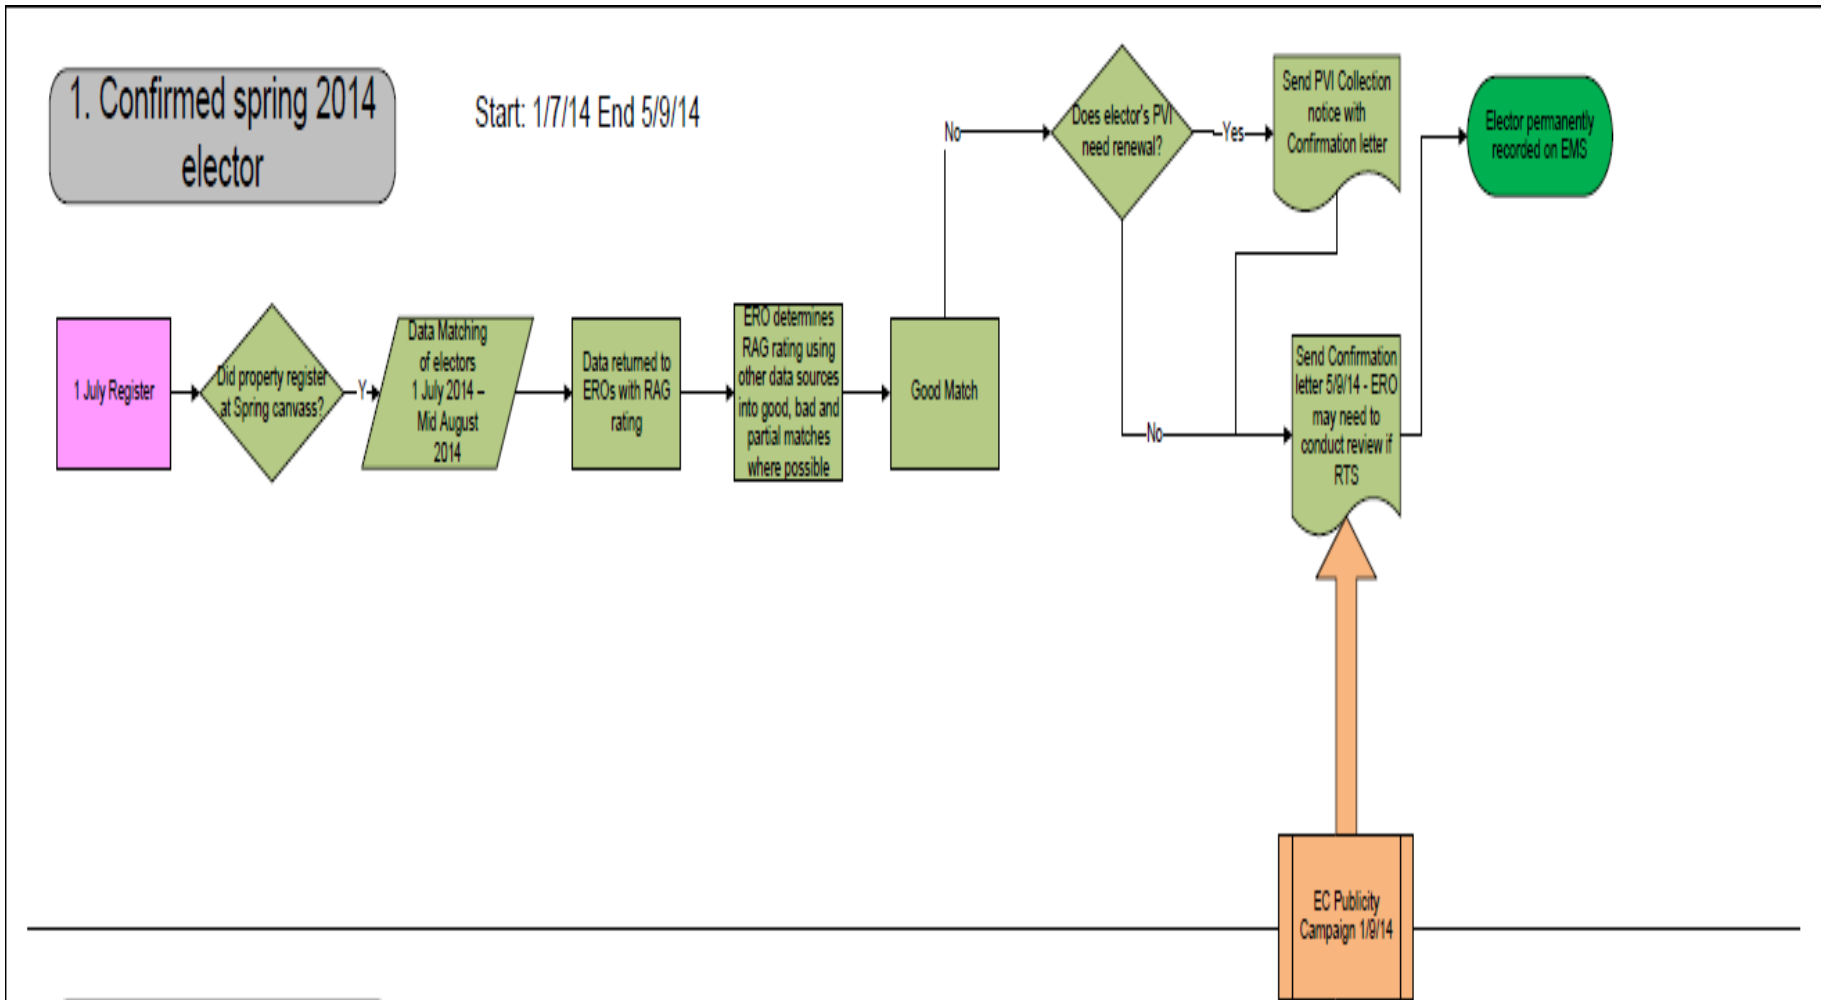 1. Confirmed spring 2014
elector
Start: 1/7/14 End 5/9/14
No
Does elector's PVI
need renewal?
Yes
Send PVI Collection
notice with
Confirmation letter
Elector permanently
recorded on EMS
1 July Register
Did property register
at Spring canvass?
Y
Data Matching
of electors
1 July 2014 –
Mid August
2014
Data returned to
EROs with RAG
rating
ERO determines
RAG rating using
other data sources
into good, bad and
partial matches
where possible
Good Match
No
Send Confirmation
letter 5/9/14 - ERO
may need to
conduct review if
RTS
EC Publicity
Campaign 1/9/14